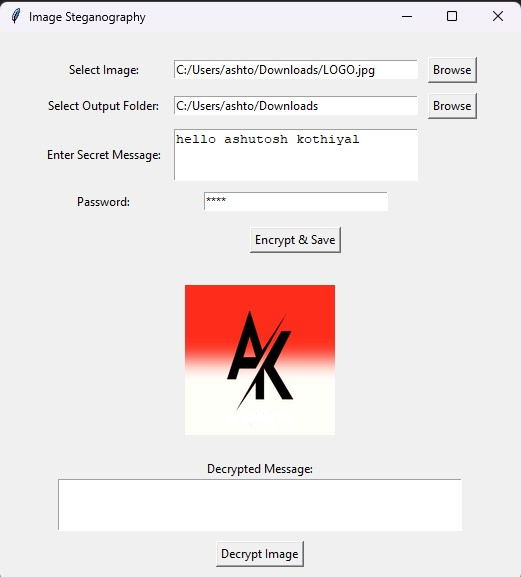 Image Steganography
Select Image: C:/Users/ashto/Downloads/LOGO.jpg Browse
Select Output Folder: C:/Users/ashto/Downloads Browse
Enter Secret Message: hello ashutosh kothiyal
Password: ****
Encrypt & Save
AK
Decrypted Message:
Decrypt Image